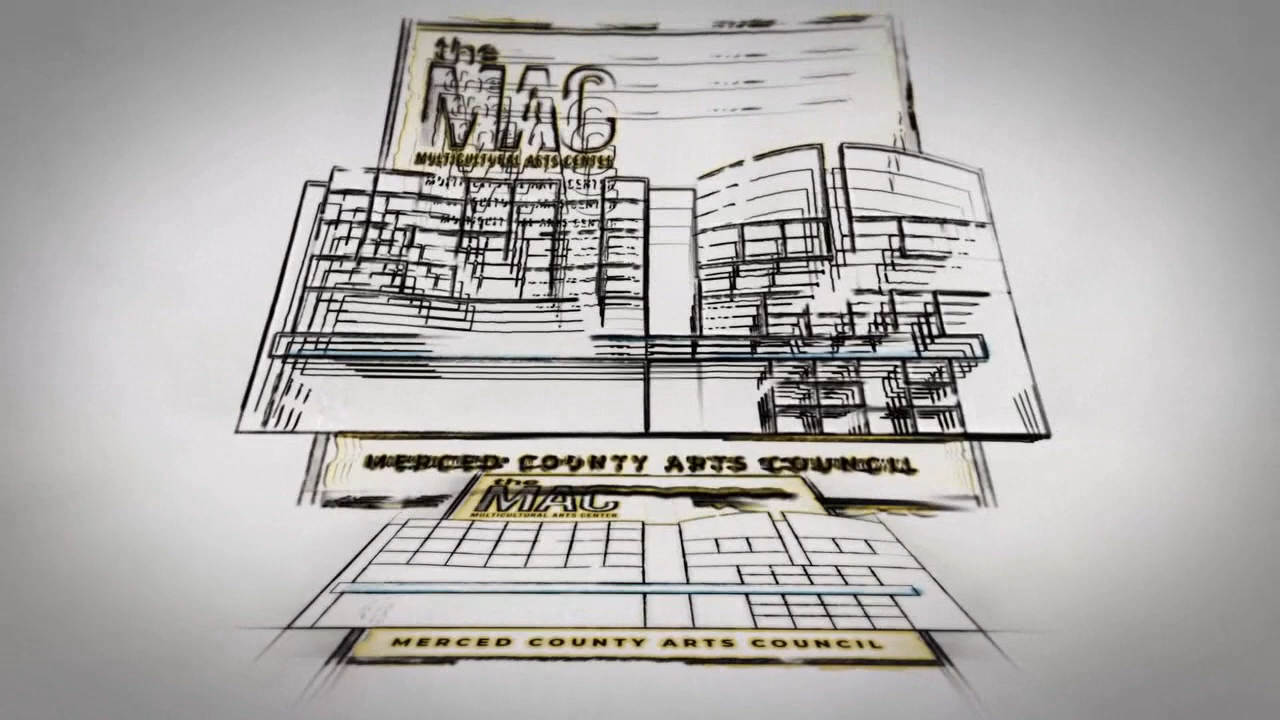 the
MAC
MULTICULTURAL ARTS CENTER
MERCED COUNTY ARTS COUNCIL
the
MAC
MULTICULTURAL ARTS CENTER
MERCED COUNTY ARTS COUNCIL